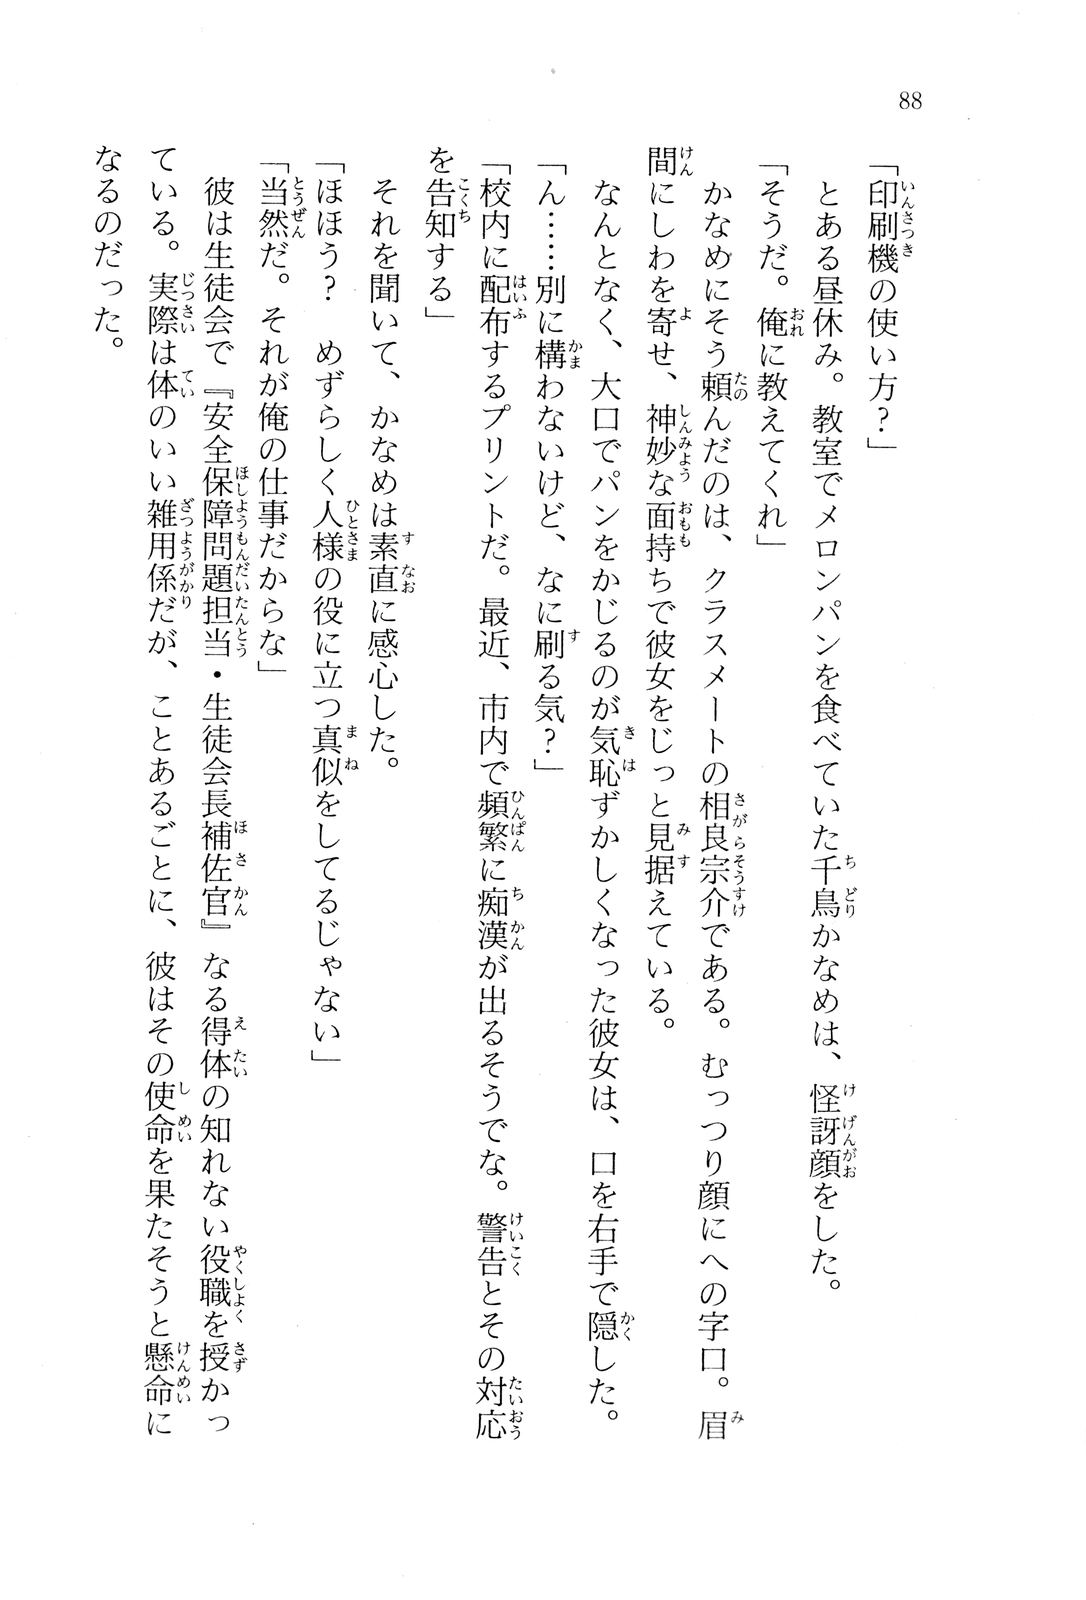 88
「印刷機の使い方？」
とある昼休み。教室でメロンパンを食べていた千鳥かなめは、怪訝顔をした。
「そうだ。俺に教えてくれ」
かなめにそう頼んだのは、クラスメートの相良宗介である。むっつり顔にへの字口。眉
間にしわを寄せ、神妙な面持ちで彼女をじっと見据えている。
なんとなく、大口でパンをかじるのが気恥ずかしくなった彼女は、口を右手で隠した。
「ん……別に構わないけど、なに刷る気？」
「校内に配布するプリントだ。最近、市内で頻繁に痴漢が出るそうでな。警告とその対応
を告知する」
それを聞いて、かなめは素直に感心した。
「ほほう？　めずらしく人様の役に立つ真似をしてるじゃない」
「当然だ。それが俺の仕事だからな」
彼は生徒会で『安全保障問題担当・生徒会長補佐官』なる得体の知れない役職を授かっ
ている。実際は体のいい雑用係だが、ことあるごとに、彼はその使命を果たそうと懸命に
なるのだった。